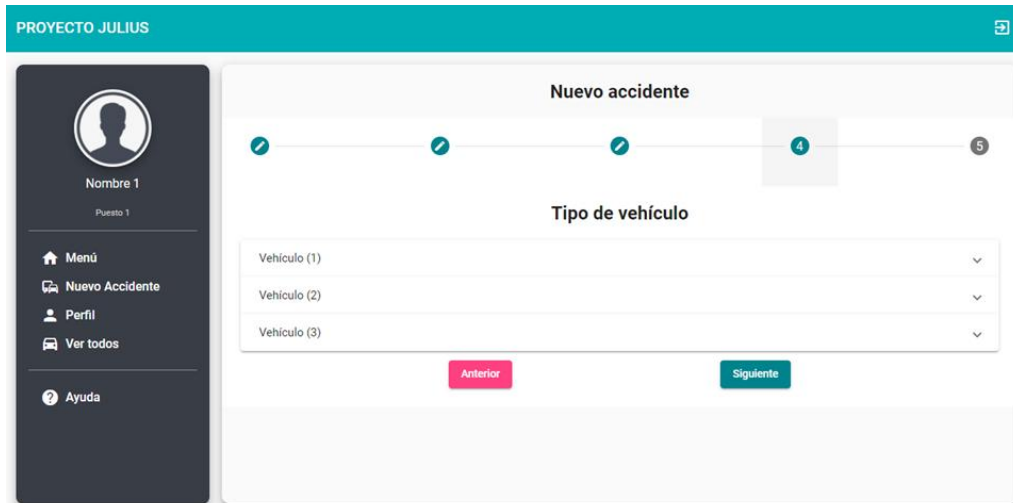 PROYECTO JULIUS
Nombre 1
Puesto 1
Menú
Nuevo Accidente
Perfil
Ver todos
Ayuda
Nuevo accidente
4
5
Tipo de vehículo
Vehículo (1)
Vehículo (2)
Vehículo (3)
Anterior
Siguiente